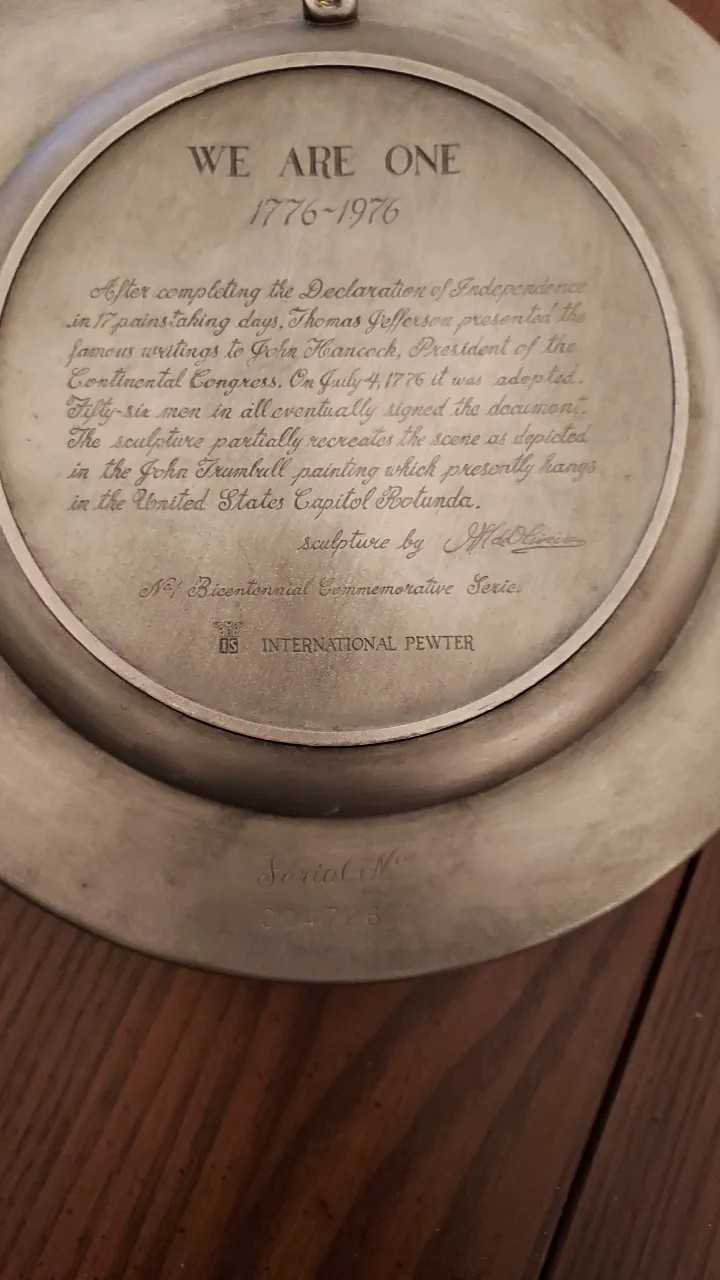 WE ARE ONE
1776~1976
After completing the Declaration of Independence
in 17 painstaking days, Thomas Jefferson presented the
famous writings to John Hancock, President of the
Continental Congress. On July 4, 1776 it was adopted.
Fifty-six men in all eventually signed the document.
The sculpture partially recreates the scene as depicted
in the John Trumbull painting which presently hangs
in the United States Capitol Rotunda.
sculpture by
No. 1 Bicentennial Commemorative Serie.
IS INTERNATIONAL PEWTER
Serial No